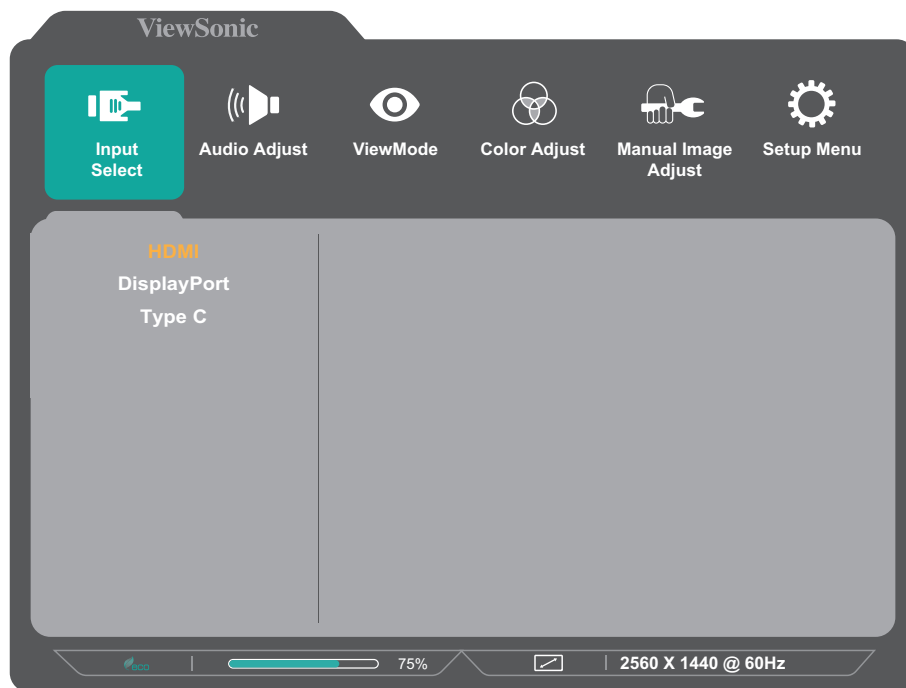 ViewSonic
Input
Select
Audio Adjust
ViewMode
Color Adjust
Manual Image
Adjust
Setup Menu
HDMI
DisplayPort
Type C
eco
75%
2560 X 1440 @ 60Hz